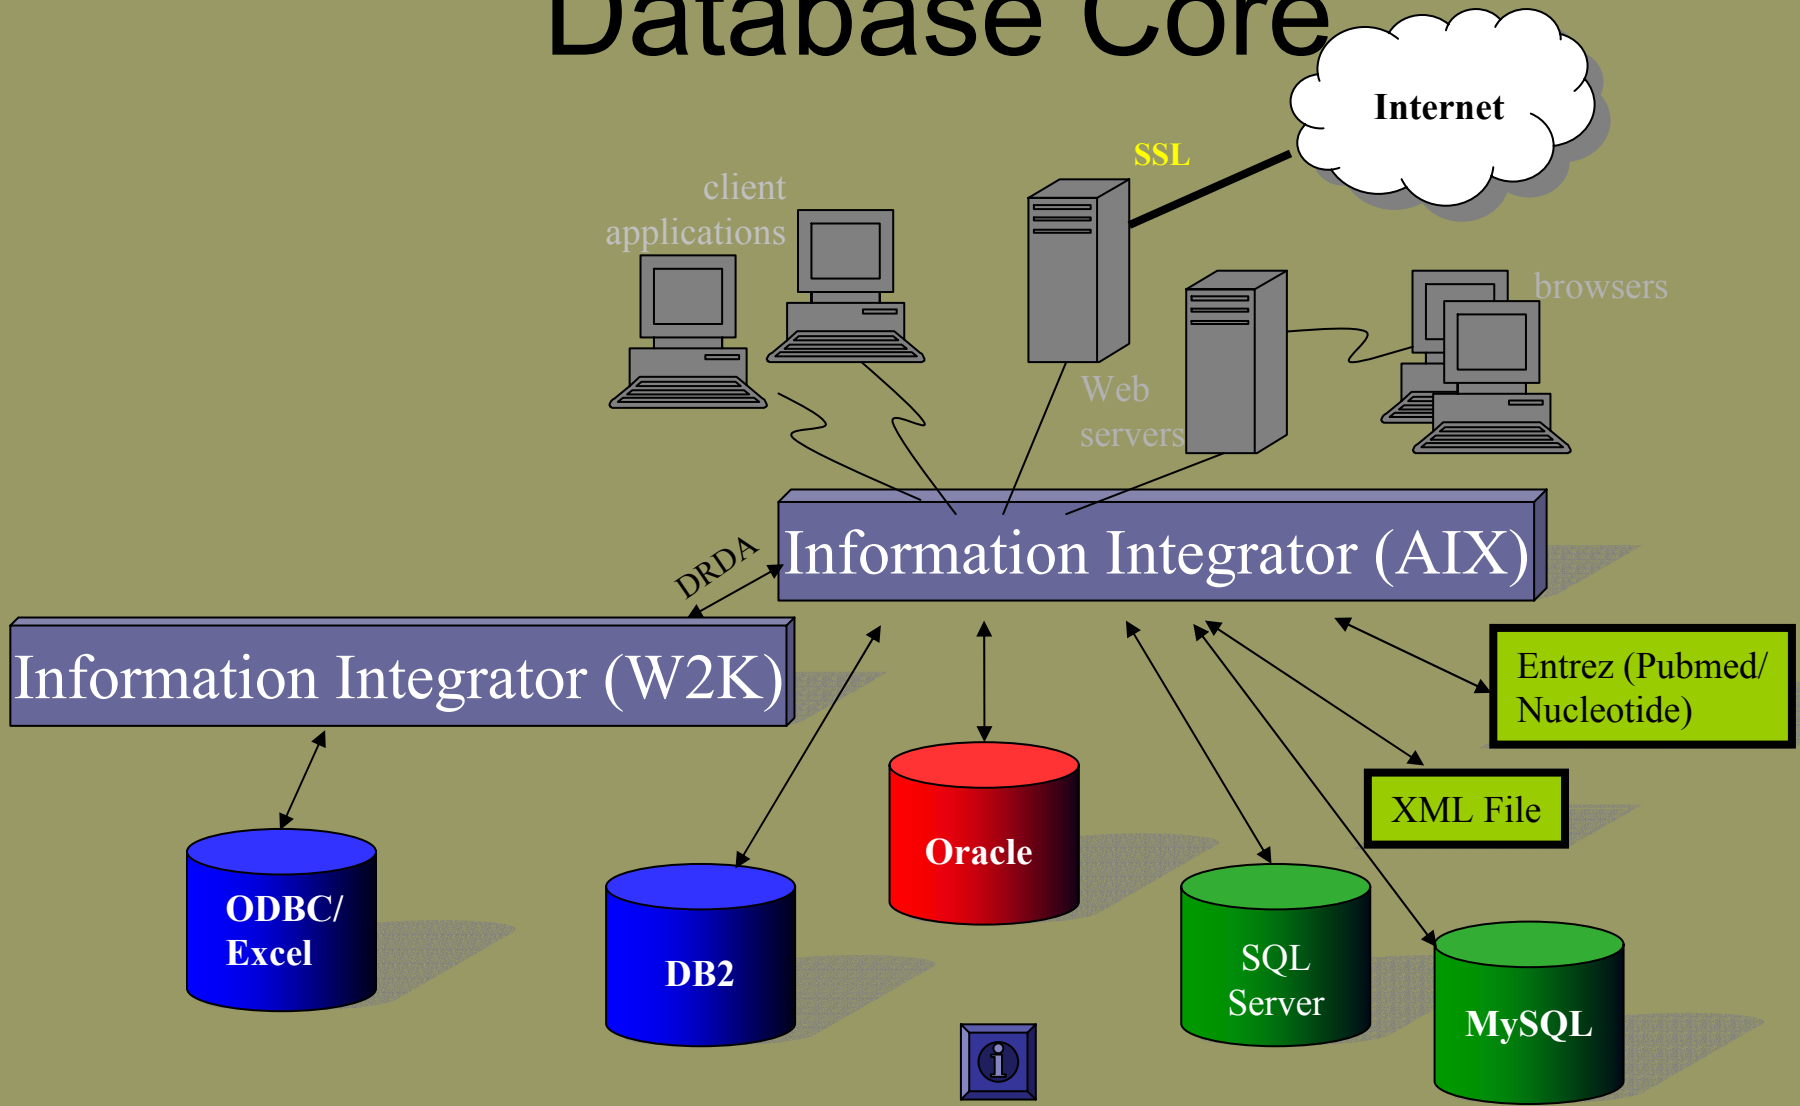 Database Core
Internet
SSL
client
applications
browsers
Web
servers
Information Integrator (AIX)
DRDA
Information Integrator (W2K)
Entrez (Pubmed/
Nucleotide)
XML File
Oracle
ODBC/
Excel
DB2
SQL
Server
MySQL